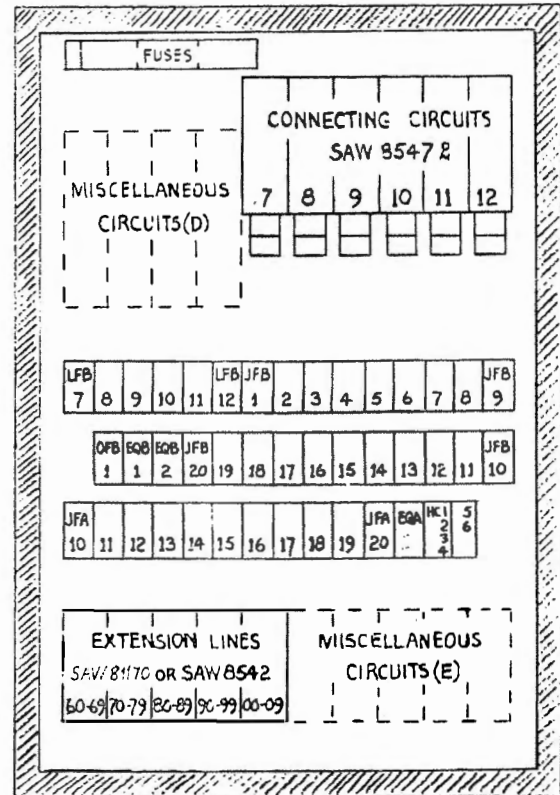 FUSES
CONNECTING CIRCUITS
SAW 8547 2
7 8 9 10 11 12
MISCELLANEOUS
CIRCUITS(D)
LFB LFB JFB JFB
7 8 9 10 11 12 1 2 3 4 5 6 7 8 9
OFB EQB EQB JFB JFB
1 1 2 20 19 18 17 16 15 14 13 12 11 10
JFA JFA EQA HC1 5
10 11 12 13 14 15 16 17 18 19 20 2 3 4 6
EXTENSION LINES
OR SAW 8542
60-69 70-79 80-89 90-99 00-09
MISCELLANEOUS
CIRCUITS(E)